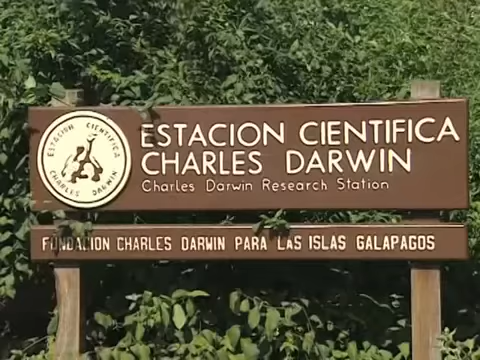 ESTACION CIENTIFICA
CHARLES DARWIN
ESTACION CIENTIFICA
CHARLES DARWIN
Charles Darwin Research Station
FUNDACION CHARLES DARWIN PARA LAS ISLAS GALAPAGOS